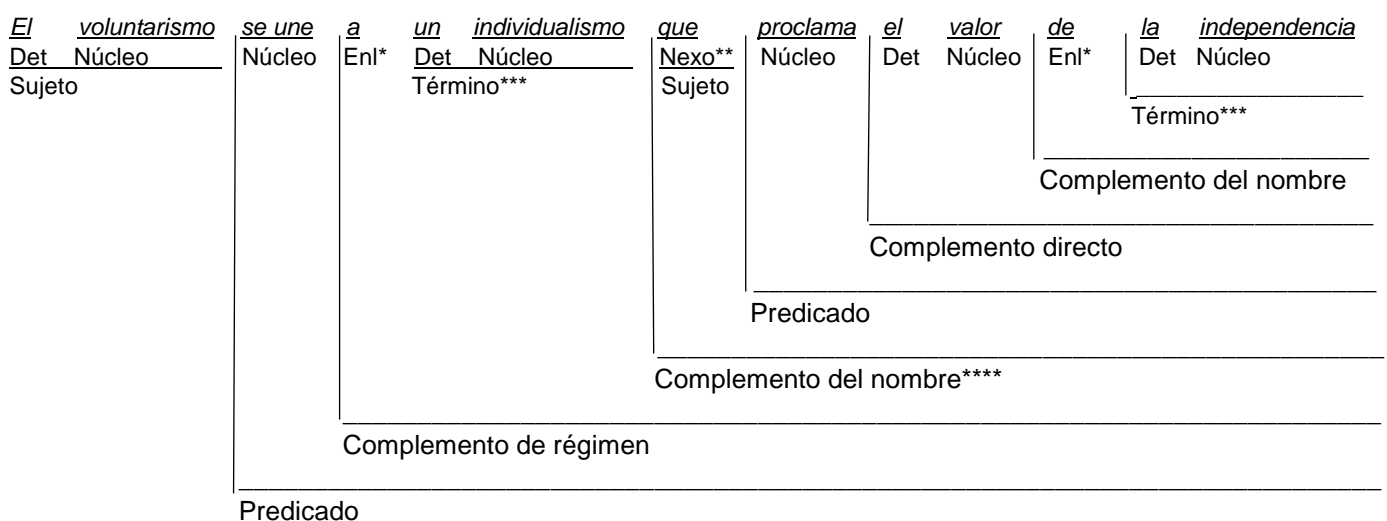 El voluntarismo se une a un individualismo que proclama el valor de la independencia
Det Núcleo Núcleo Enl* Det Núcleo Nexo** Núcleo Det Núcleo Enl* Det Núcleo
Sujeto Término*** Sujeto
Término***
Complemento del nombre
Complemento directo
Predicado
Complemento del nombre****
Complemento de régimen
Predicado